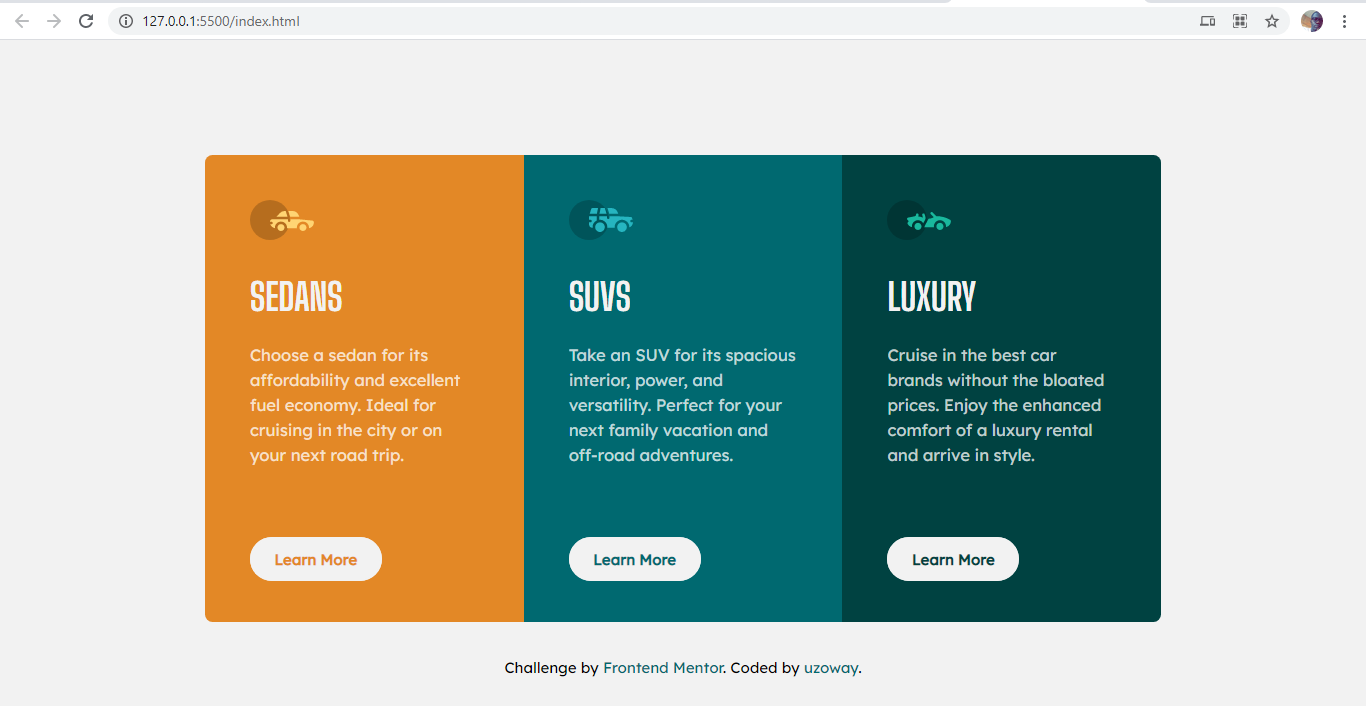 127.0.0.1:5500/index.html
SEDANS
Choose a sedan for its
affordability and excellent
fuel economy. Ideal for
cruising in the city or on
your next road trip.
Learn More
SUVS
Take an SUV for its spacious
interior, power, and
versatility. Perfect for your
next family vacation and
off-road adventures.
Learn More
LUXURY
Cruise in the best car
brands without the bloated
prices. Enjoy the enhanced
comfort of a luxury rental
and arrive in style.
Learn More
Challenge by Frontend Mentor. Coded by uzoway.